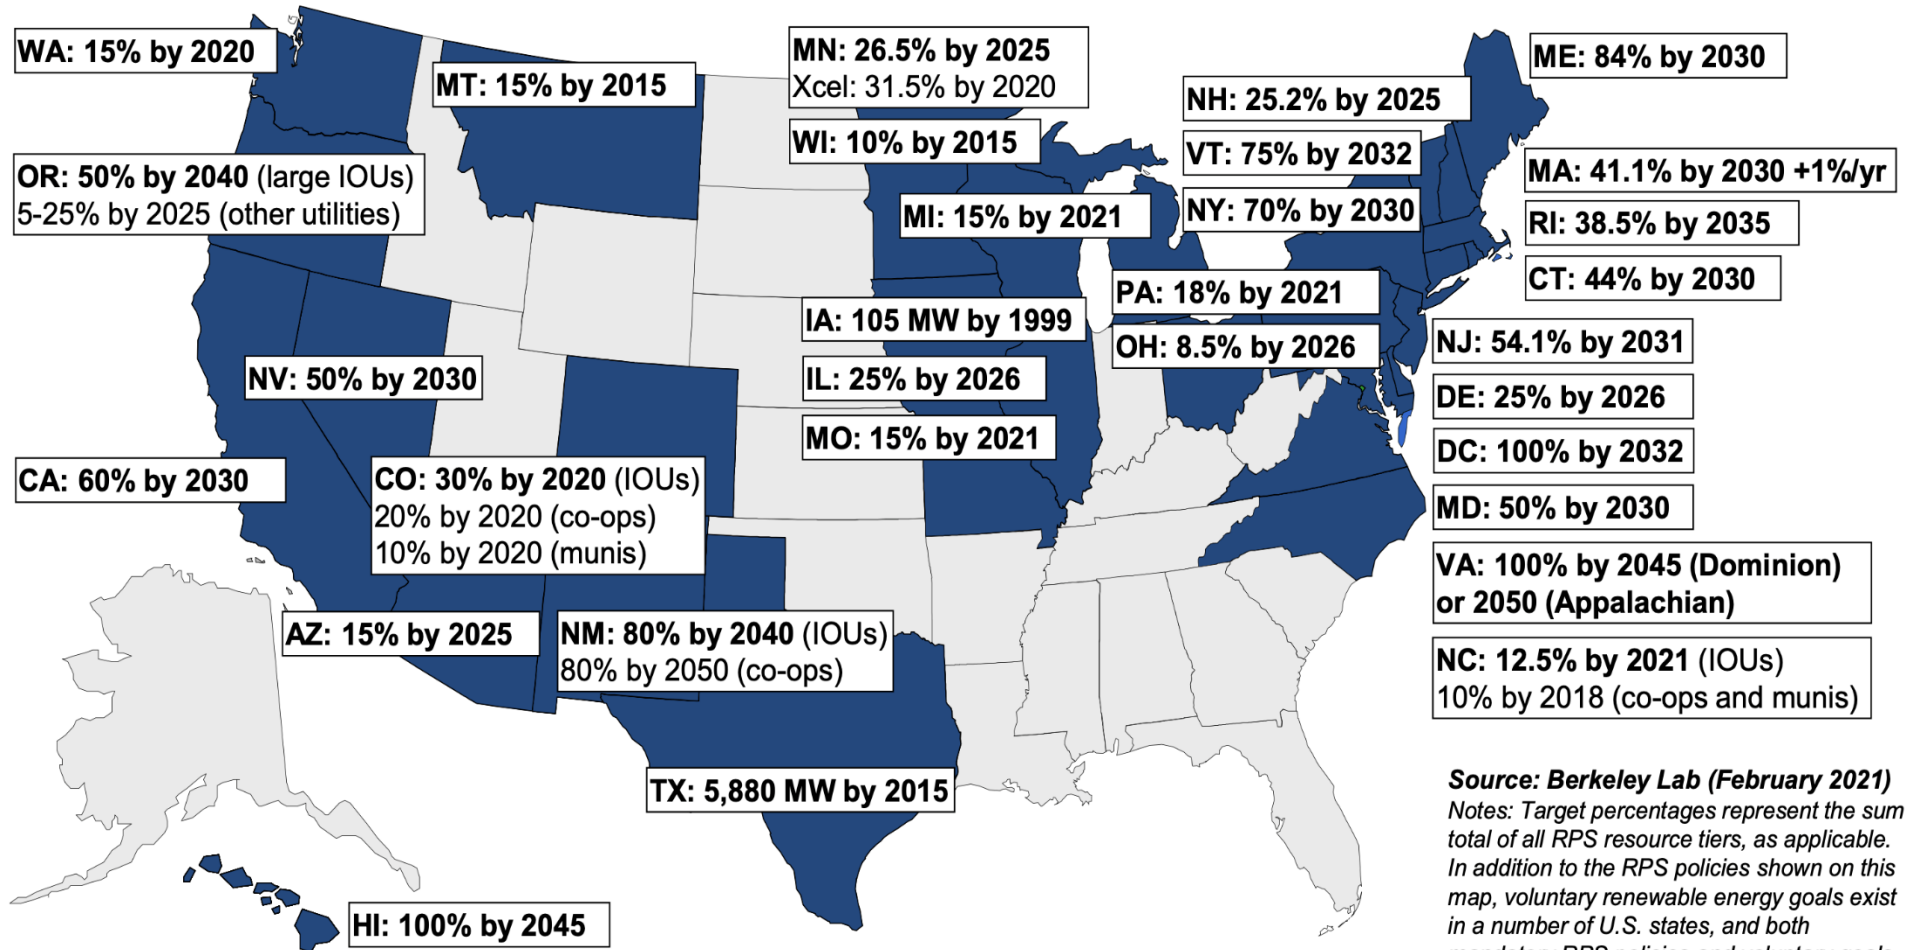 WA: 15% by 2020
MT: 15% by 2015
MN: 26.5% by 2025
Xcel: 31.5% by 2020
ME: 84% by 2030
NH: 25.2% by 2025
WI: 10% by 2015
VT: 75% by 2032
OR: 50% by 2040 (large IOUs)
5-25% by 2025 (other utilities)
MA: 41.1% by 2030 +1%/yr
MI: 15% by 2021
NY: 70% by 2030
RI: 38.5% by 2035
CT: 44% by 2030
PA: 18% by 2021
IA: 105 MW by 1999
OH: 8.5% by 2026
NJ: 54.1% by 2031
NV: 50% by 2030
IL: 25% by 2026
DE: 25% by 2026
MO: 15% by 2021
DC: 100% by 2032
CA: 60% by 2030
CO: 30% by 2020 (IOUs)
20% by 2020 (co-ops)
10% by 2020 (munis)
MD: 50% by 2030
VA: 100% by 2045 (Dominion)
or 2050 (Appalachian)
AZ: 15% by 2025
NM: 80% by 2040 (IOUs)
80% by 2050 (co-ops)
NC: 12.5% by 2021 (IOUs)
10% by 2018 (co-ops and munis)
TX: 5,880 MW by 2015
HI: 100% by 2045
Source: Berkeley Lab (February 2021)
Notes: Target percentages represent the sum
total of all RPS resource tiers, as applicable.
In addition to the RPS policies shown on this
map, voluntary renewable energy goals exist
in a number of U.S. states, and both
mandatory RPS policies and voluntary goals